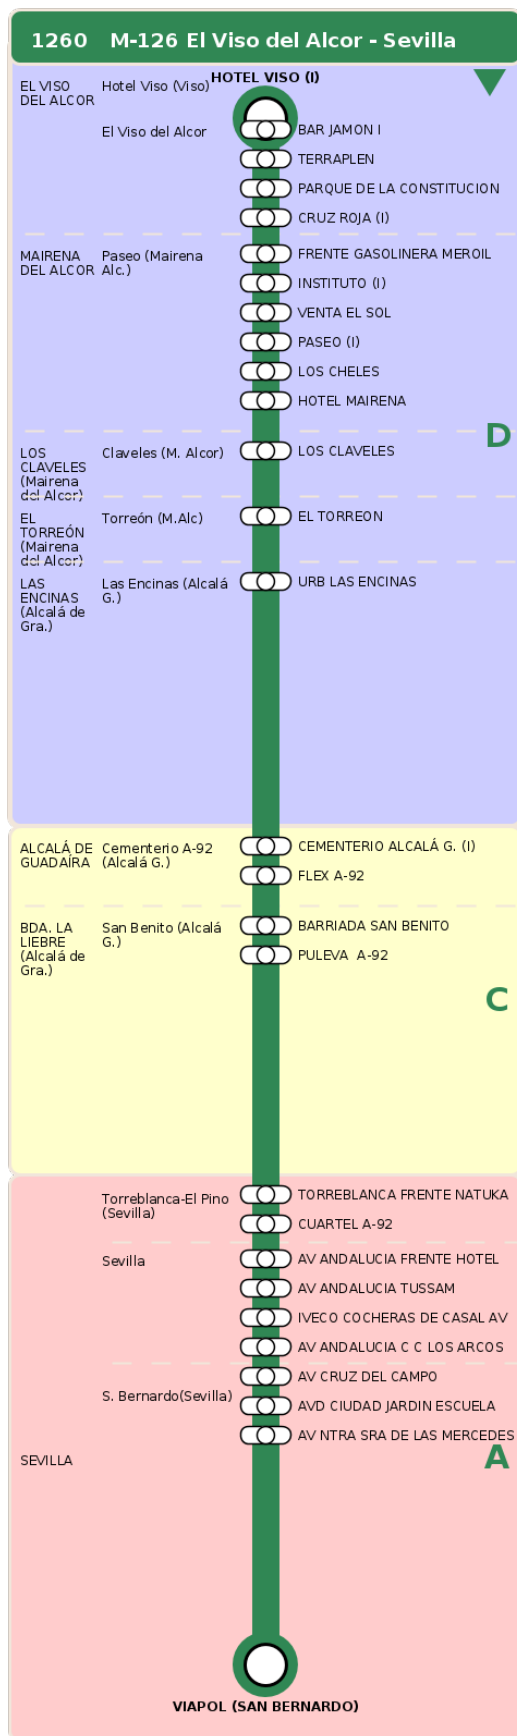 1260 M-126 El Viso del Alcor - Sevilla
HOTEL VISO (I)
EL VISO
DEL ALCOR
Hotel Viso (Viso)
El Viso del Alcor
BAR JAMON I
TERRAPLEN
PARQUE DE LA CONSTITUCION
CRUZ ROJA (I)
MAIRENA
DEL ALCOR
Paseo (Mairena
Alc.)
FRENTE GASOLINERA MEROIL
INSTITUTO (I)
VENTA EL SOL
PASEO (I)
LOS CHELES
HOTEL MAIRENA
D
LOS
CLAVELES
(Mairena
del Alcor)
Claveles (M. Alcor)
LOS CLAVELES
EL
TORREÓN
(Mairena
del Alcor)
Torreón (M.Alc)
EL TORREON
LAS
ENCINAS
(Alcalá de
Gra.)
Las Encinas (Alcalá
G.)
URB LAS ENCINAS
ALCALÁ DE
GUADAÍRA
Cementerio A-92
(Alcalá G.)
CEMENTERIO ALCALÁ G. (I)
FLEX A-92
BDA. LA
LIEBRE
(Alcalá de
Gra.)
San Benito (Alcalá
G.)
BARRIADA SAN BENITO
PULEVA A-92
C
Torreblanca-El Pino
(Sevilla)
TORREBLANCA FRENTE NATUKA
CUARTEL A-92
Sevilla
AV ANDALUCIA FRENTE HOTEL
AV ANDALUCIA TUSSAM
IVECO COCHERAS DE CASAL AV
AV ANDALUCIA C C LOS ARCOS
S. Bernardo(Sevilla)
AV CRUZ DEL CAMPO
AVD CIUDAD JARDIN ESCUELA
AV NTRA SRA DE LAS MERCEDES
SEVILLA
A
VIAPOL (SAN BERNARDO)